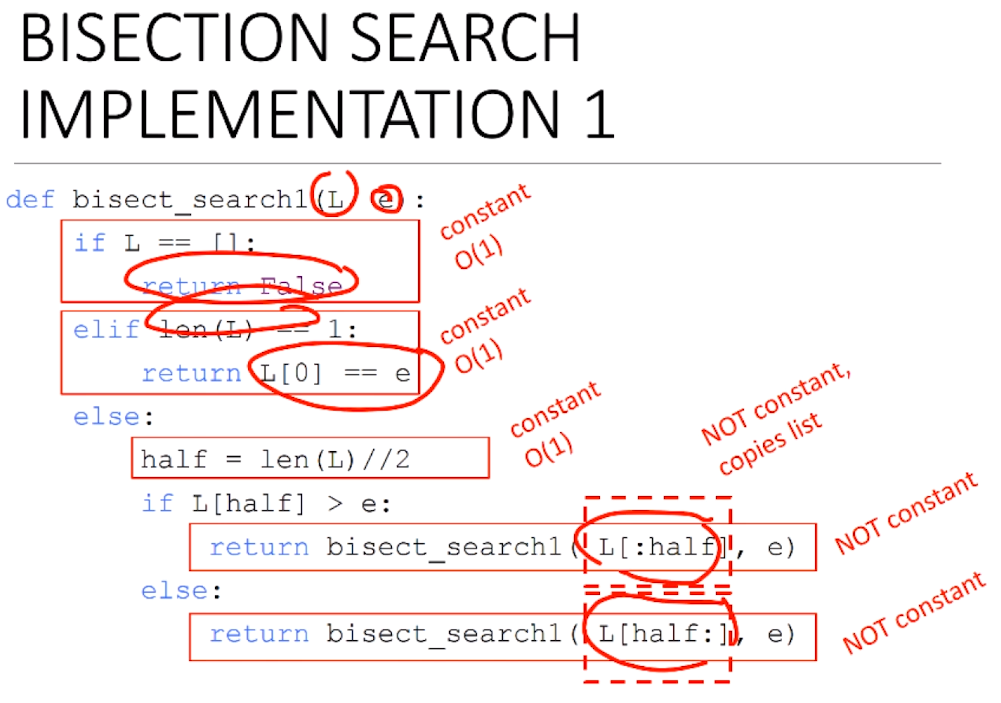 BISECTION SEARCH
IMPLEMENTATION 1
def bisect_search1(L, e):
if L == []:
return False
constant
O(1)
elif len(L) == 1:
return L[0] == e
constant
O(1)
else:
half = len(L)//2
constant
O(1)
if L[half] > e:
NOT constant,
copies list
return bisect_search1( L[:half], e)
NOT constant
else:
return bisect_search1( L[half:], e)
NOT constant